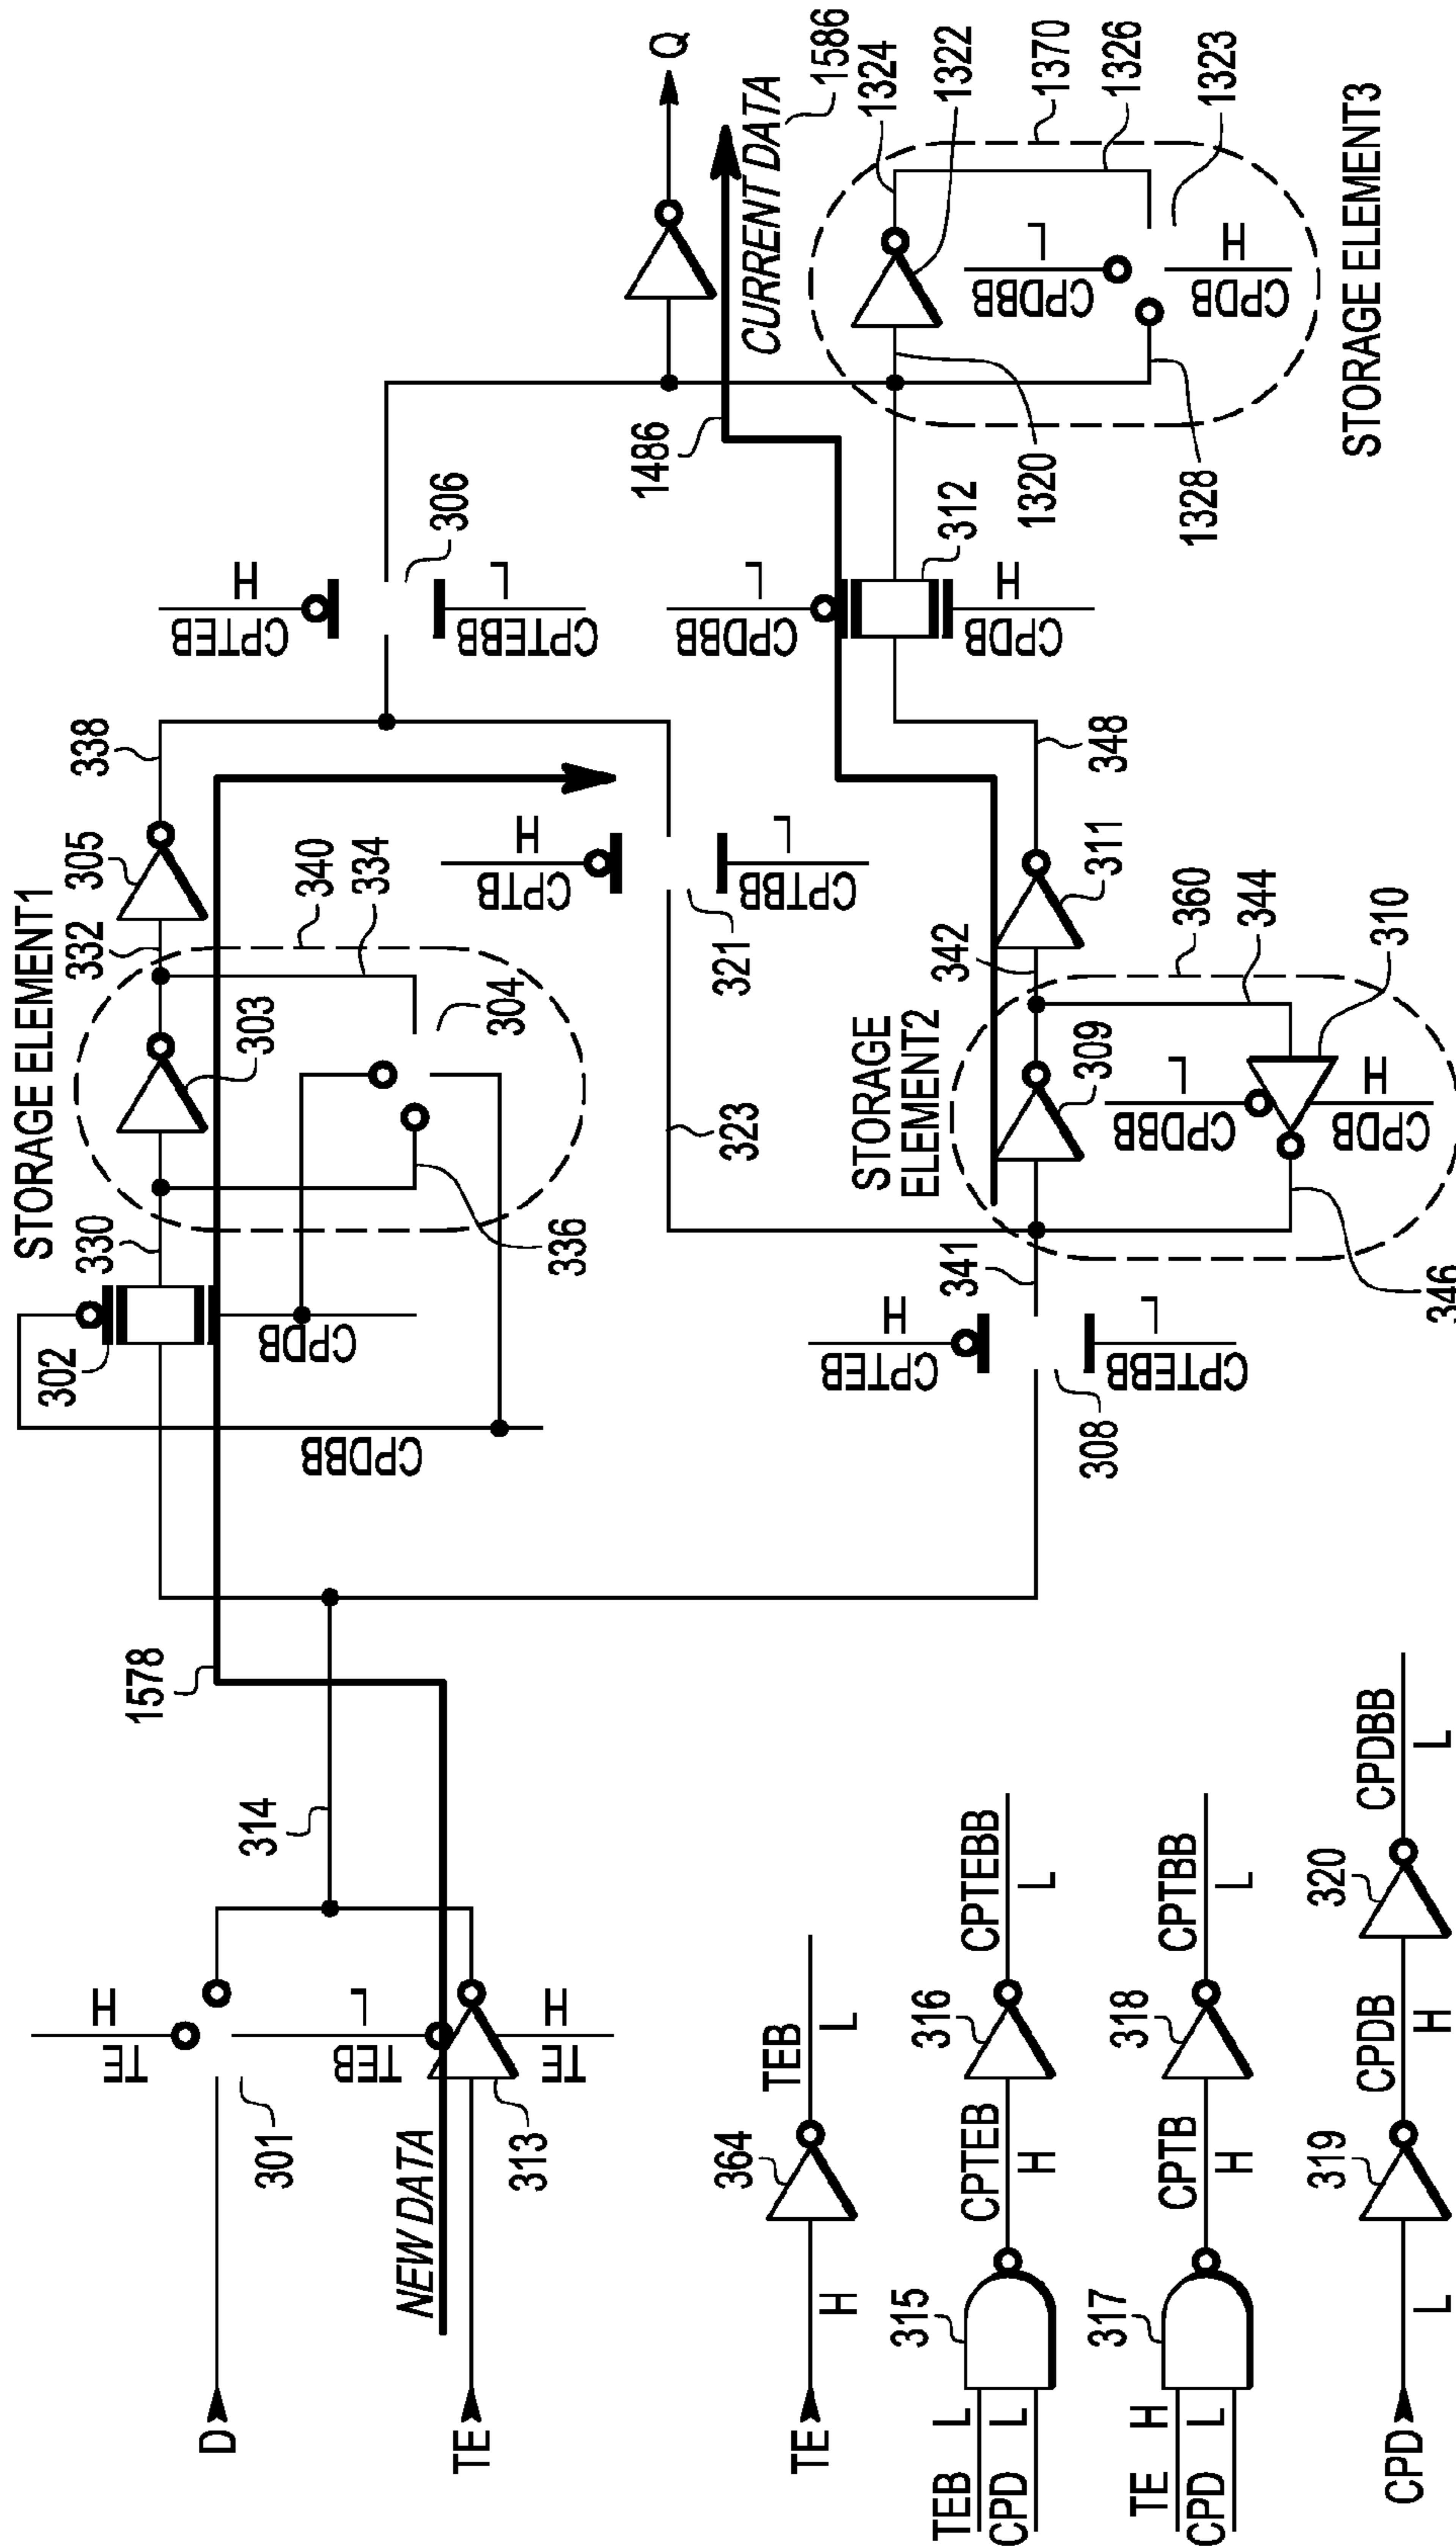 D
TE
TE
H
TEB
L
TE
H
301
313
NEW DATA
314
1578
TE
H
364
TEB
L
TEB L
CPD L
315
CPTEB
H
316
CPTEBB
L
TE H
CPD L
317
CPTB
H
318
CPTBB
L
CPD
L
319
CPDB
H
320
CPDBB
L
STORAGE ELEMENT1
302
330
CPDB
CPDBB
303
332
305
338
340
334
304
336
CPTEB
H
306
CPTEBB
L
CPTB
H
321
CPTBB
L
323
CPTEB
H
308
CPTEBB
L
341
STORAGE
ELEMENT2
309
342
311
348
360
344
310
346
CPDBB
L
CPDB
H
CPDBB
L
312
CPDB
H
1486
Q
CURRENT DATA
1586
1324
1322
1370
1326
1323
CPDBB
L
CPDB
H
1320
1328
STORAGE ELEMENT3